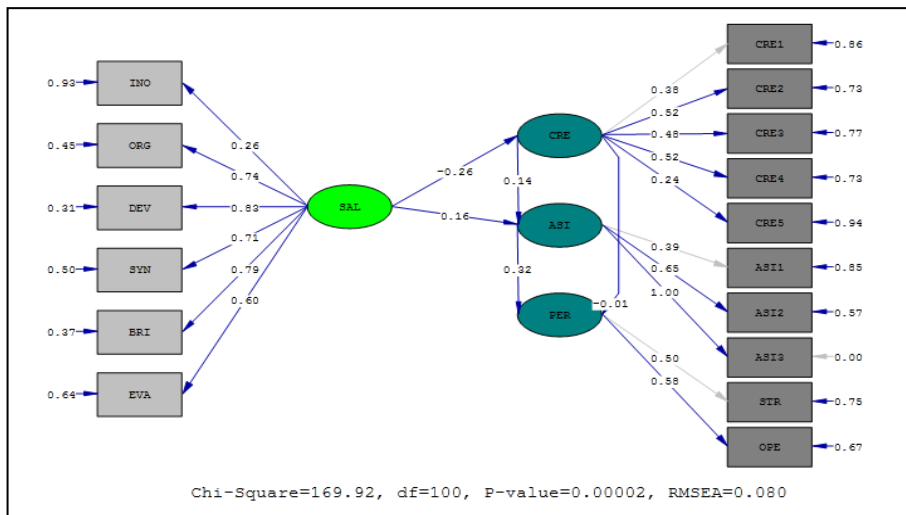 CRE1
0.86
INO
0.93
0.38
CRE2
0.73
0.52
CRE
ORG
0.45
0.26
0.48
CRE3
0.77
0.74
-0.26
0.52
CRE4
0.73
0.14
0.24
DEV
0.31
0.83
SAL
0.16
ASI
CRE5
0.94
0.71
0.39
SYN
0.50
0.79
0.32
0.65
ASI1
0.85
0.60
1.00
PER
-0.01
ASI2
0.57
BRI
0.37
0.50
ASI3
0.00
0.58
EVA
0.64
STR
0.75
OPE
0.67
Chi-Square=169.92, df=100, P-value=0.00002, RMSEA=0.080